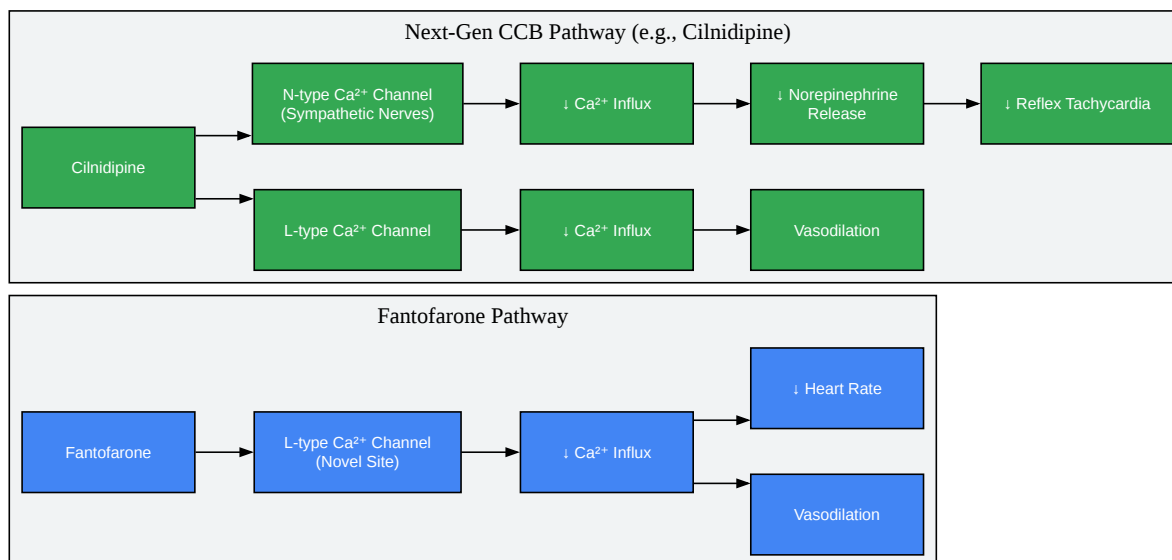 Next-Gen CCB Pathway (e.g., Cilnidipine)
N-type Ca²⁺ Channel
(Sympathetic Nerves)
↓ Ca²⁺ Influx
↓ Norepinephrine
Release
↓ Reflex Tachycardia
Cilnidipine
L-type Ca²⁺ Channel
↓ Ca²⁺ Influx
Vasodilation
Fantofarone Pathway
↓ Heart Rate
Fantofarone
L-type Ca²⁺ Channel
(Novel Site)
↓ Ca²⁺ Influx
Vasodilation